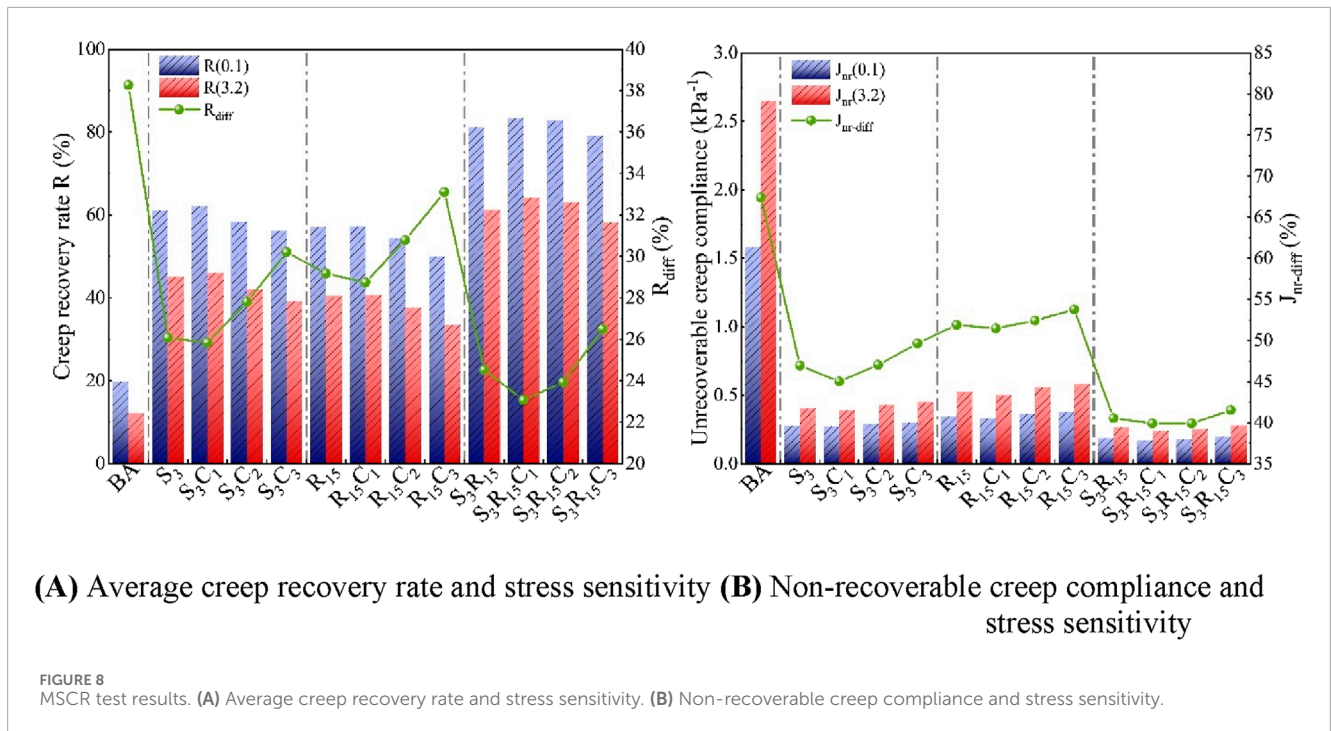 100
80
60
40
20
0
Creep recovery rate R (%)
R(0.1)
R(3.2)
R_diff
40
38
36
34
32
30
28
26
24
22
20
R_diff (%)
BA
S₃
S₃C₁
S₃C₂
S₃C₃
R₁₅
R₁₅C₁
R₁₅C₂
R₁₅C₃
S₃R₁₅
S₃R₁₅C₁
S₃R₁₅C₂
S₃R₁₅C₃
3.0
2.5
2.0
1.5
1.0
0.5
0.0
Unrecoverable creep compliance (kPa⁻¹)
J_nr(0.1)
J_nr(3.2)
J_nr-diff
85
80
75
70
65
60
55
50
45
40
35
J_nr-diff (%)
BA
S₃
S₃C₁
S₃C₂
S₃C₃
R₁₅
R₁₅C₁
R₁₅C₂
R₁₅C₃
S₃R₁₅
S₃R₁₅C₁
S₃R₁₅C₂
S₃R₁₅C₃
(A) Average creep recovery rate and stress sensitivity
(B) Non-recoverable creep compliance and
stress sensitivity
FIGURE 8
MSCR test results. (A) Average creep recovery rate and stress sensitivity. (B) Non-recoverable creep compliance and stress sensitivity.